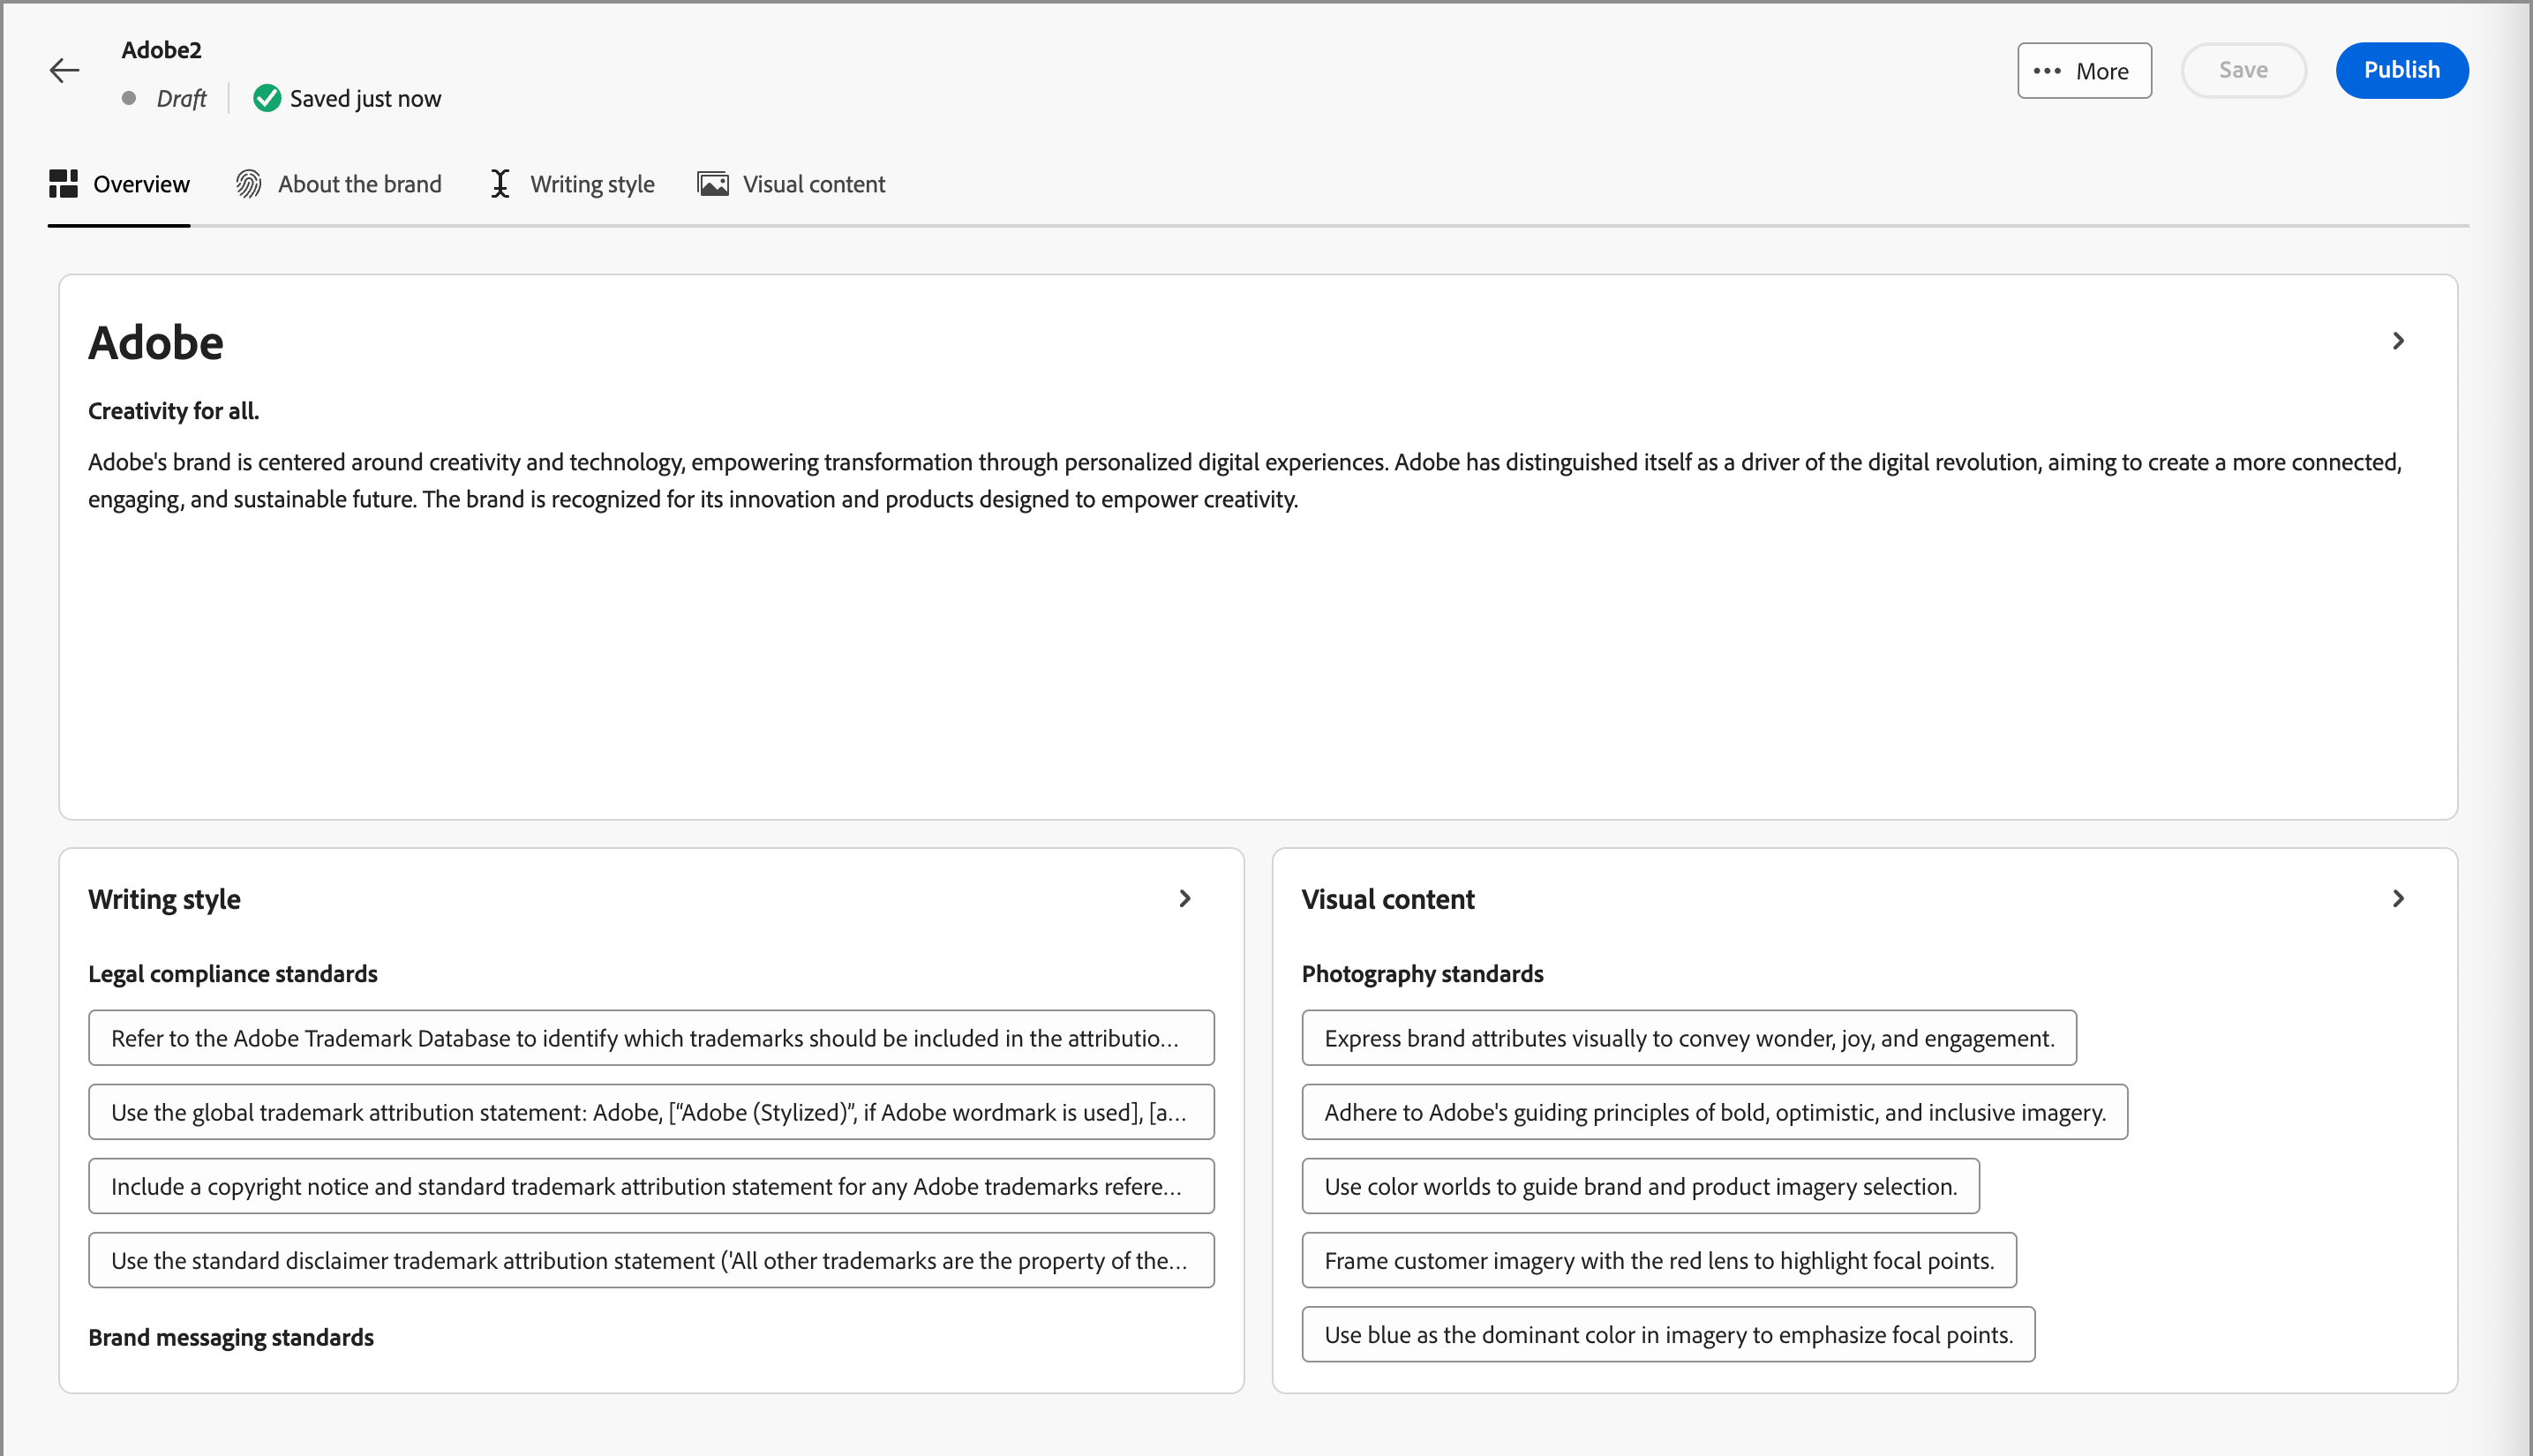 Adobe2
Draft
Saved just now
More
Save
Publish
Overview
About the brand
Writing style
Visual content
Adobe
Creativity for all.
Adobe's brand is centered around creativity and technology, empowering transformation through personalized digital experiences. Adobe has distinguished itself as a driver of the digital revolution, aiming to create a more connected,
engaging, and sustainable future. The brand is recognized for its innovation and products designed to empower creativity.
Writing style
Legal compliance standards
Refer to the Adobe Trademark Database to identify which trademarks should be included in the attributio...
Use the global trademark attribution statement: Adobe, [“Adobe (Stylized)”, if Adobe wordmark is used], [a...
Include a copyright notice and standard trademark attribution statement for any Adobe trademarks refere...
Use the standard disclaimer trademark attribution statement ('All other trademarks are the property of the...
Brand messaging standards
Visual content
Photography standards
Express brand attributes visually to convey wonder, joy, and engagement.
Adhere to Adobe's guiding principles of bold, optimistic, and inclusive imagery.
Use color worlds to guide brand and product imagery selection.
Frame customer imagery with the red lens to highlight focal points.
Use blue as the dominant color in imagery to emphasize focal points.